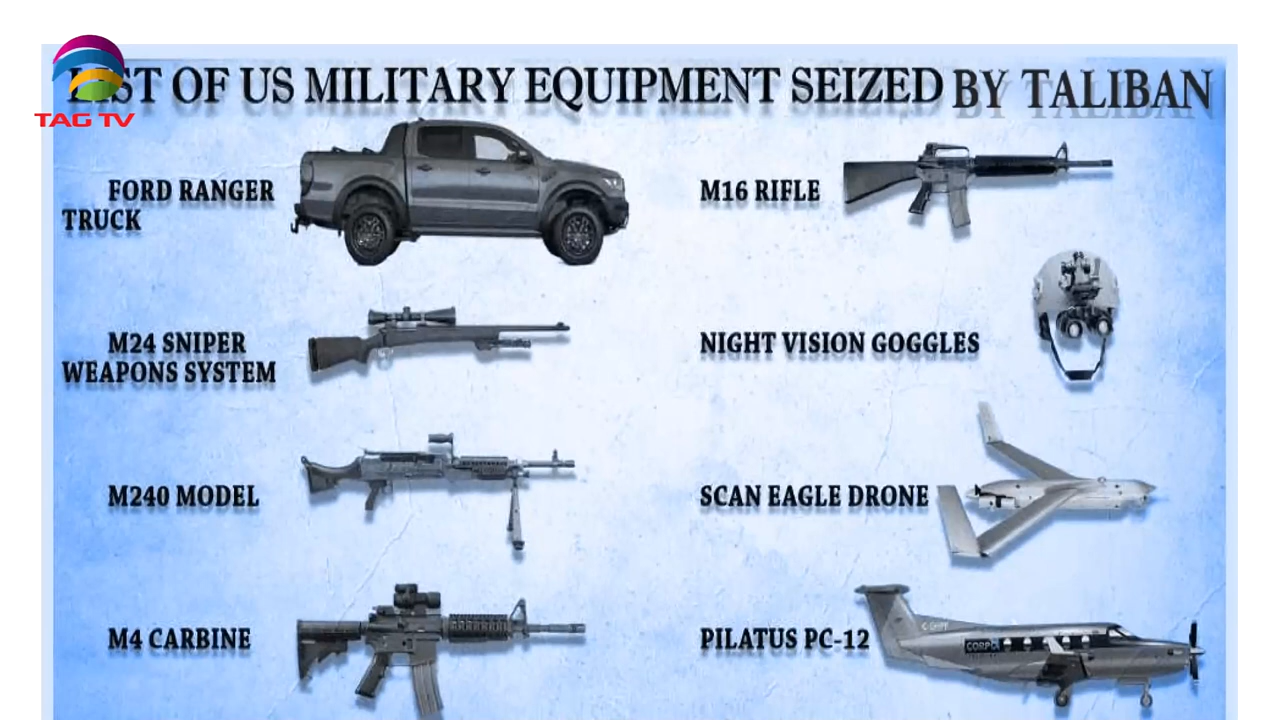 LIST OF US MILITARY EQUIPMENT SEIZED BY TALIBAN
TAG TV
FORD RANGER
TRUCK
M16 RIFLE
M24 SNIPER
WEAPONS SYSTEM
NIGHT VISION GOGGLES
M240 MODEL
SCAN EAGLE DRONE
M4 CARBINE
PILATUS PC-12